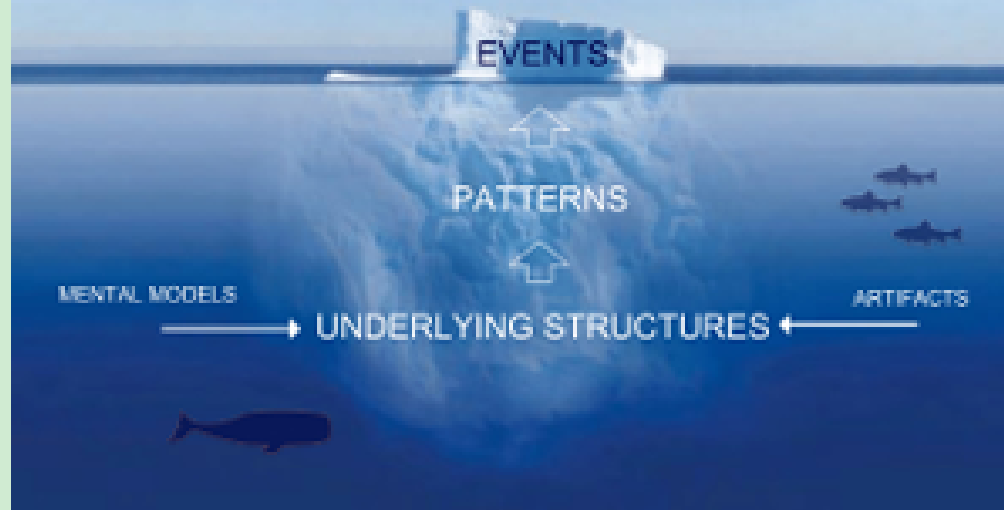 EVENTS
PATTERNS
MENTAL MODELS
ARTIFACTS
UNDERLYING STRUCTURES